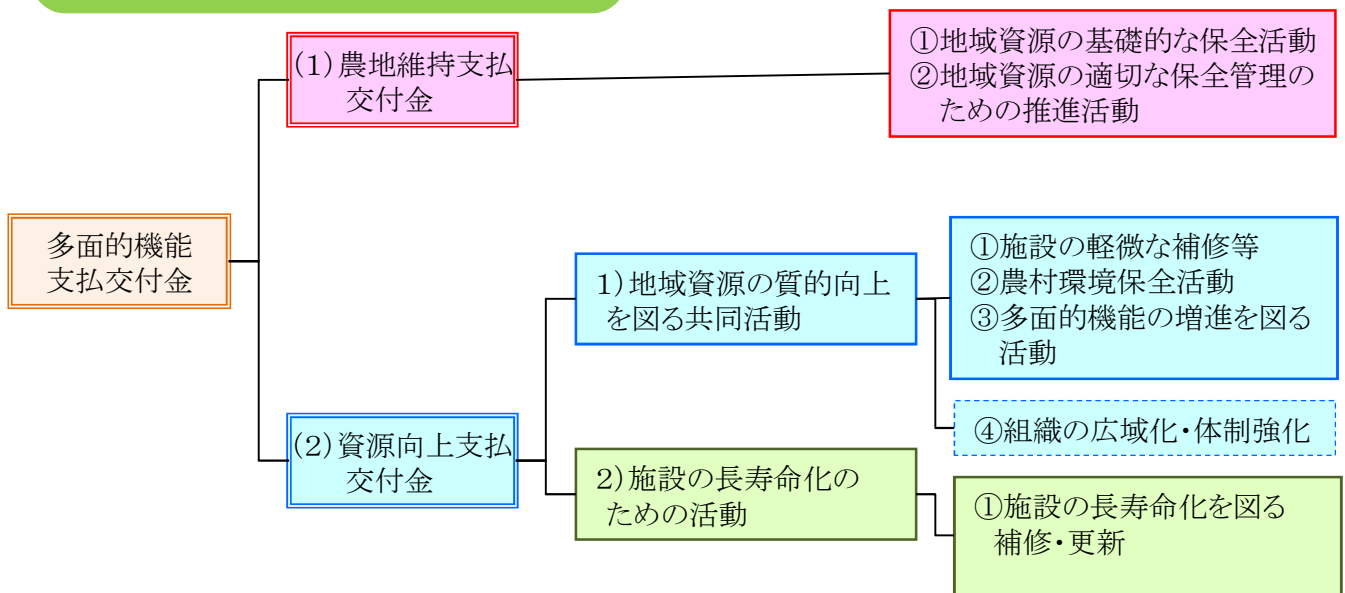 多面的機能
支払交付金
(1)農地維持支払
交付金
①地域資源の基礎的な保全活動
②地域資源の適切な保全管理の
ための推進活動
(2)資源向上支払
交付金
1)地域資源の質的向上
を図る共同活動
①施設の軽微な補修等
②農村環境保全活動
③多面的機能の増進を図る
活動
④組織の広域化・体制強化
2)施設の長寿命化の
ための活動
①施設の長寿命化を図る
補修・更新